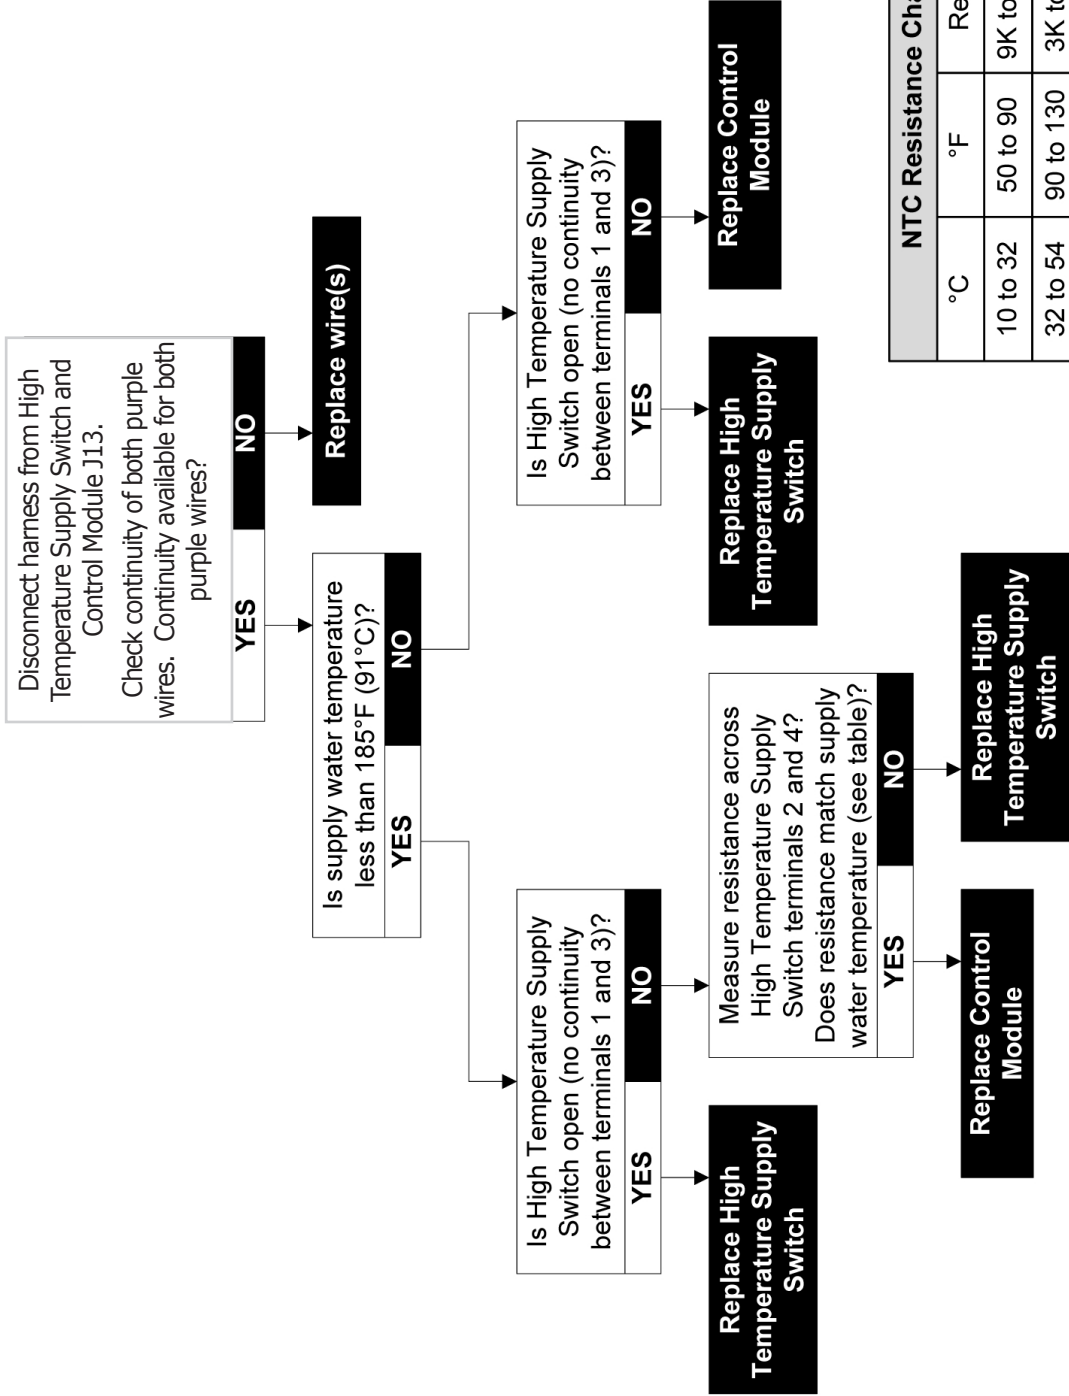 Disconnect harness from High
Temperature Supply Switch and
Control Module J13.
Check continuity of both purple
wires. Continuity available for both
purple wires?
YES
NO
Replace wire(s)
Is supply water temperature
less than 185°F (91°C)?
YES
NO
Is High Temperature Supply
Switch open (no continuity
between terminals 1 and 3)?
YES
NO
Replace High
Temperature Supply
Switch
Measure resistance across
High Temperature Supply
Switch terminals 2 and 4?
Does resistance match supply
water temperature (see table)?
YES
NO
Replace Control
Module
Replace High
Temperature Supply
Switch
Is High Temperature Supply
Switch open (no continuity
between terminals 1 and 3)?
YES
NO
Replace High
Temperature Supply
Switch
Replace Control
Module
NTC Resistance
°C °F
10 to 32 50 to 90 9K to
32 to 54 90 to 130 3K to